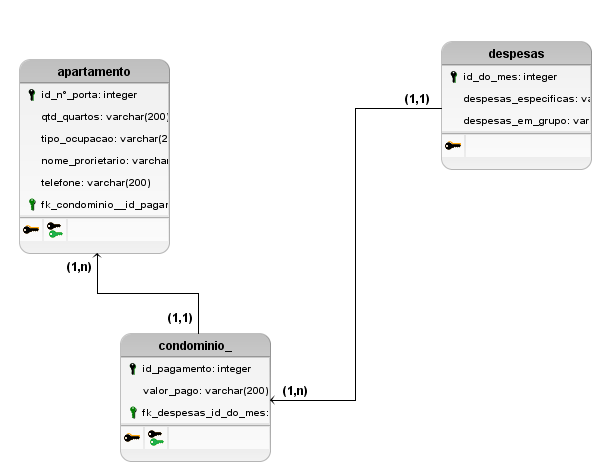 apartamento
id_n°_porta: integer
qtd_quartos: varchar(200)
tipo_ocupacao: varchar(2
nome_prorietario: varchar
telefone: varchar(200)
fk_condominio__id_pagar
(1,n)
(1,1)
condominio_
id_pagamento: integer
valor_pago: varchar(200)
fk_despesas_id_do_mes:
(1,n)
(1,1)
despesas
id_do_mes: integer
despesas_especificas: va
despesas_em_grupo: var